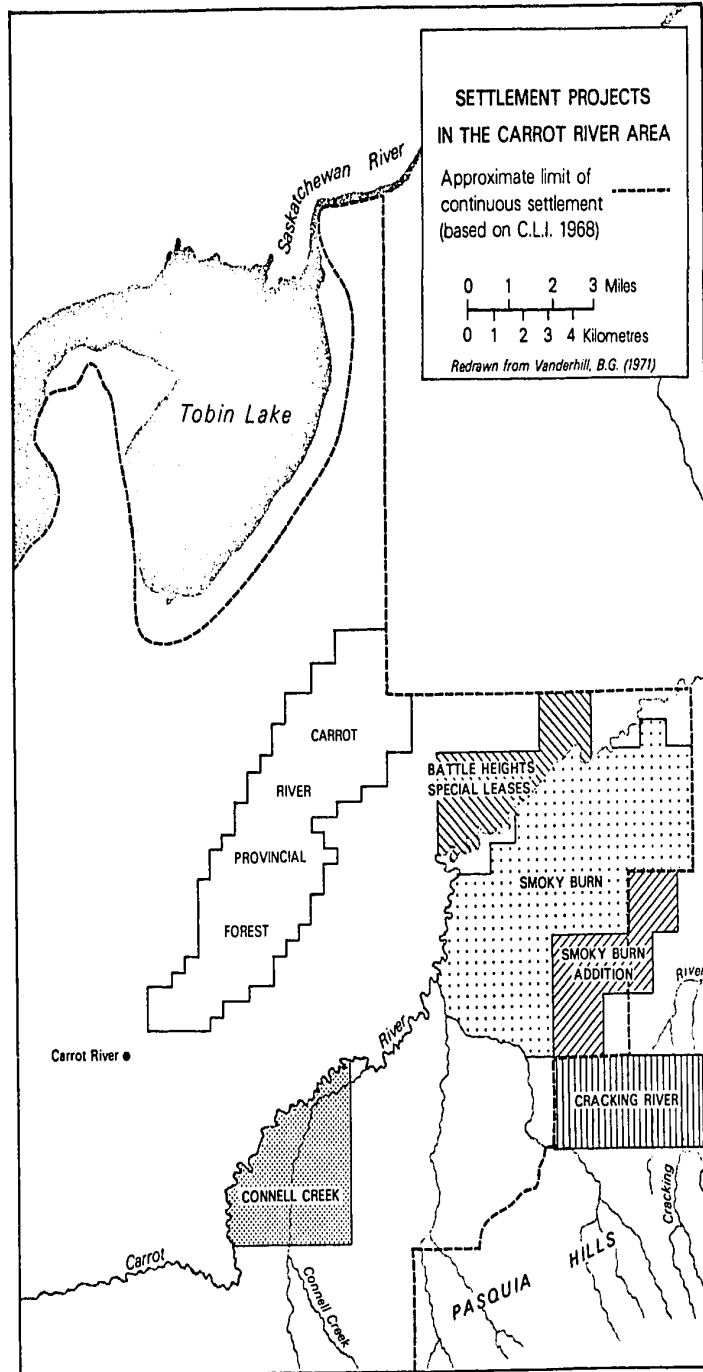 SETTLEMENT PROJECTS
IN THE CARROT RIVER AREA
Approximate limit of
continuous settlement
(based on C.L.I. 1968)
0 1 2 3 Miles
0 1 2 3 4 Kilometres
Redrawn from Vanderhill, B.G. (1971)
Saskatchewan River
Tobin Lake
CARROT
RIVER
PROVINCIAL
FOREST
BATTLE HEIGHTS
SPECIAL LEASES
SMOKY BURN
SMOKY BURN
ADDITION
River
River
Carrot River
CRACKING RIVER
CONNELL CREEK
Cracking
Carrot
Connell Creek
PASQUIA HILLS